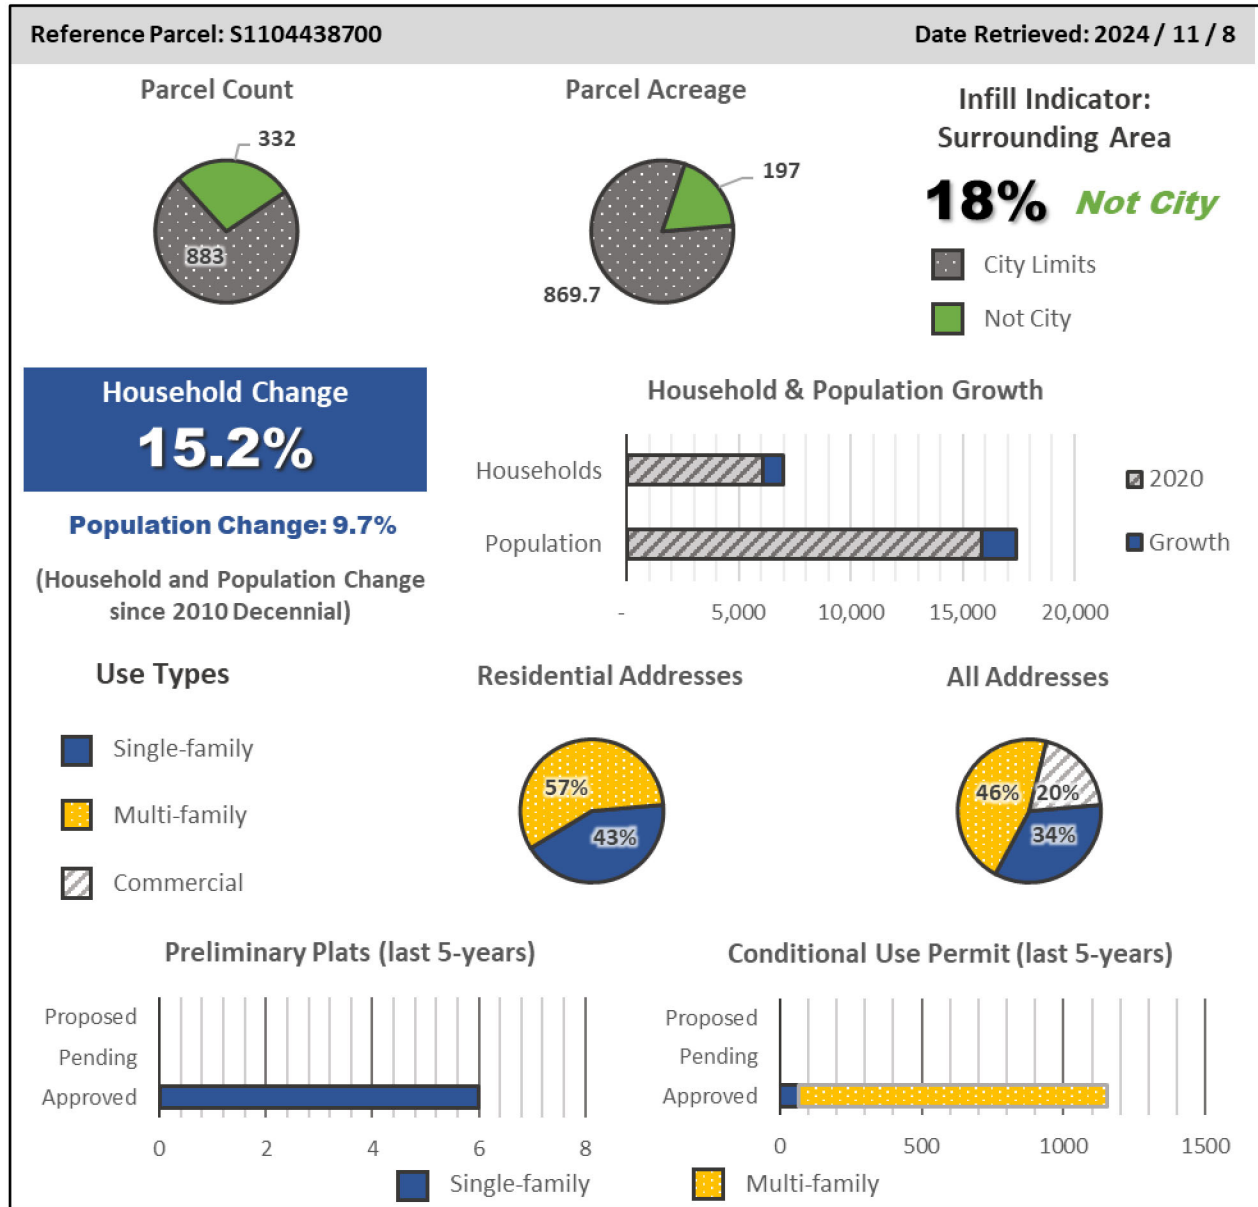 Reference Parcel: S1104438700
Date Retrieved: 2024 / 11 / 8
Parcel Count
332
883
Parcel Acreage
197
869.7
Infill Indicator:
Surrounding Area
18% Not City
City Limits
Not City
Household Change
15.2%
Population Change: 9.7%
(Household and Population Change
since 2010 Decennial)
Household & Population Growth
Households
Population
-
5,000
10,000
15,000
20,000
2020
Growth
Use Types
Single-family
Multi-family
Commercial
Residential Addresses
57%
43%
All Addresses
46%
20%
34%
Preliminary Plats (last 5-years)
Proposed
Pending
Approved
0
2
4
6
8
Conditional Use Permit (last 5-years)
Proposed
Pending
Approved
0
500
1000
1500
Single-family
Multi-family